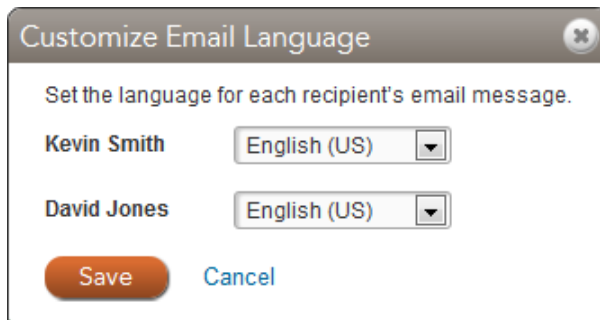 Customize Email Language
Set the language for each recipient's email message.
Kevin Smith English (US)
David Jones English (US)
Save Cancel